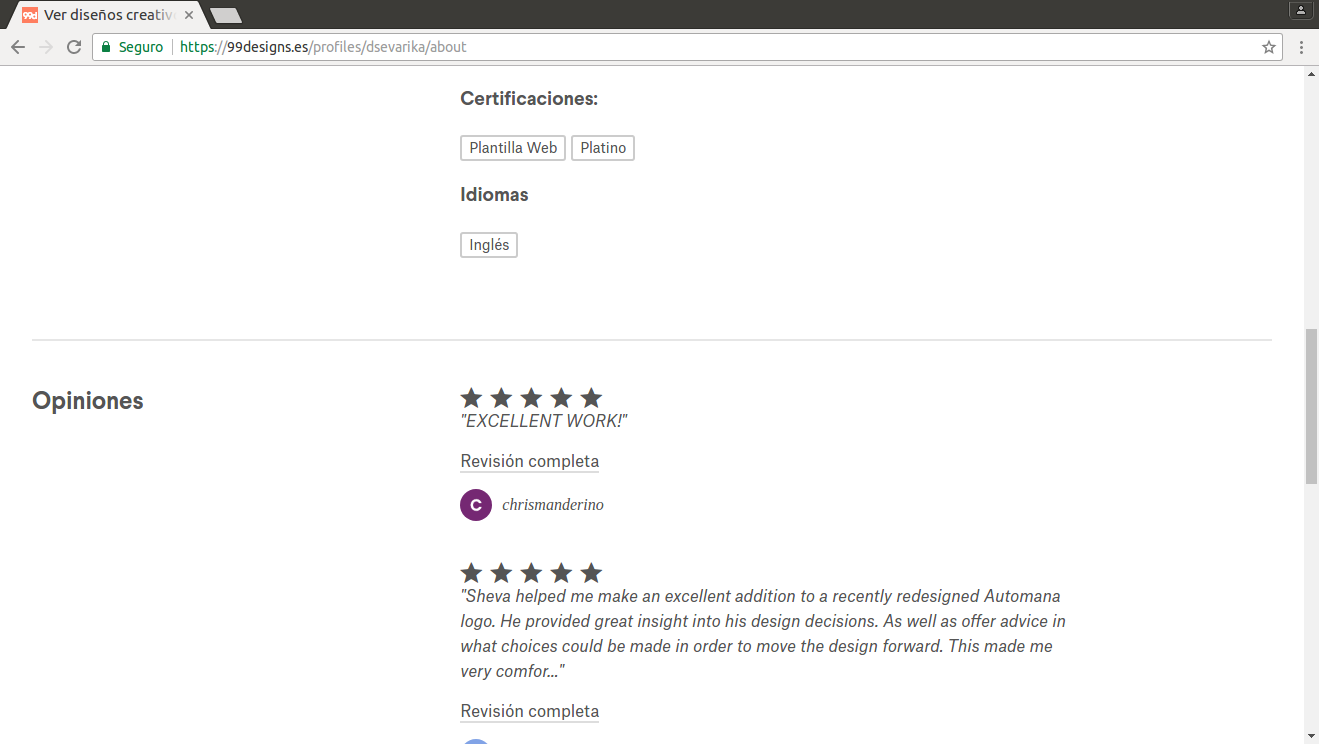 99d Ver diseños creativ
Seguro https://99designs.es/profiles/dsevarika/about
Certificaciones:
Plantilla Web Platino
Idiomas
Inglés
Opiniones
"EXCELLENT WORK!"
Revisión completa
C chrismanderino
"Sheva helped me make an excellent addition to a recently redesigned Automana
logo. He provided great insight into his design decisions. As well as offer advice in
what choices could be made in order to move the design forward. This made me
very comfor..."
Revisión completa